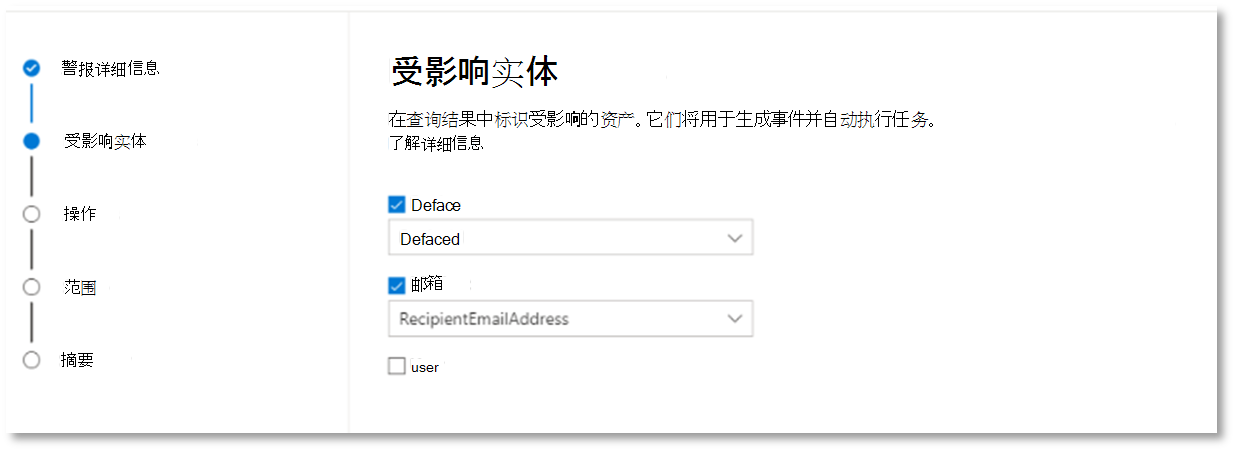 警报详细信息
受影响实体
操作
范围
摘要
受影响实体
在查询结果中标识受影响的资产。它们将用于生成事件并自动执行任务。
了解详细信息
Deface
Defaced
邮箱
RecipientEmailAddress
user